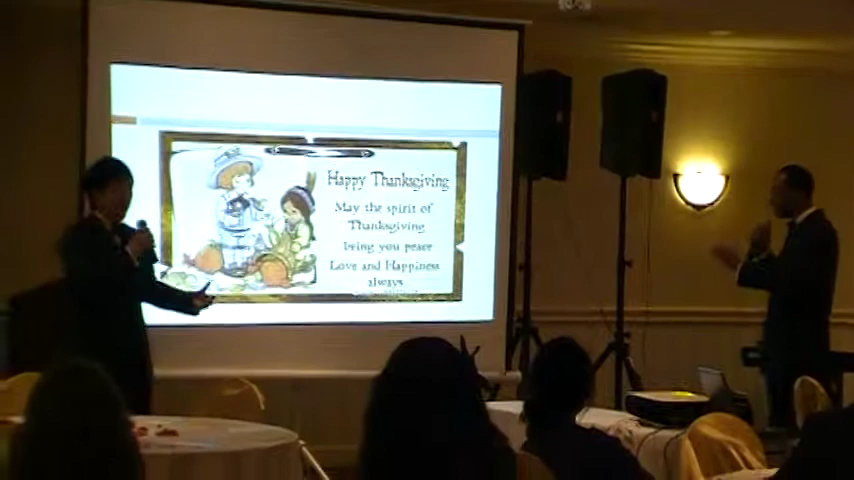 Happy Thanksgiving
May the spirit of
Thanksgiving
bring you peace
Love and Happiness
always